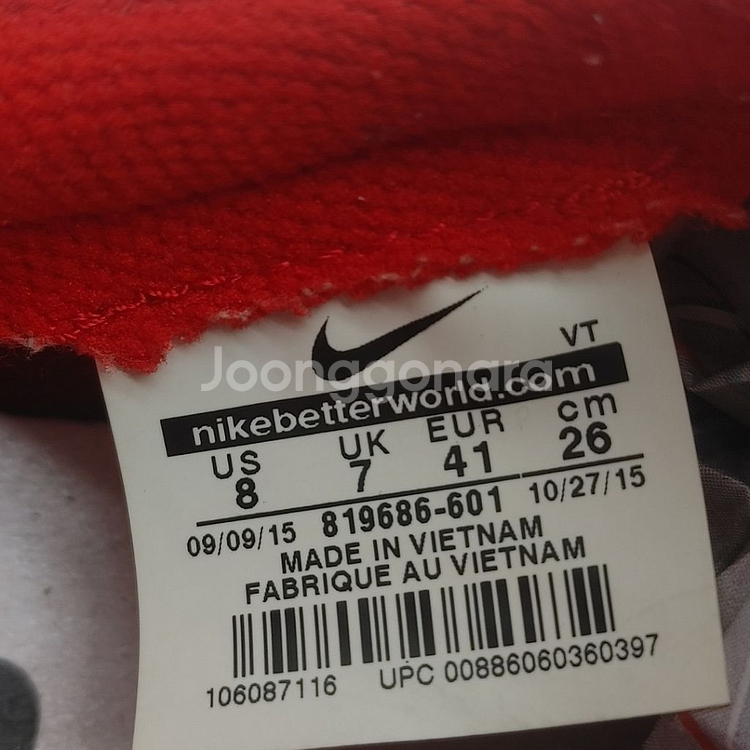 VT
Joonggonara
nikebetterworld.com
US UK EUR cm
8 7 41 26
09/09/15 819686-601 10/27/15
MADE IN VIETNAM
FABRIQUE AU VIETNAM
106087116 UPC 00886060360397